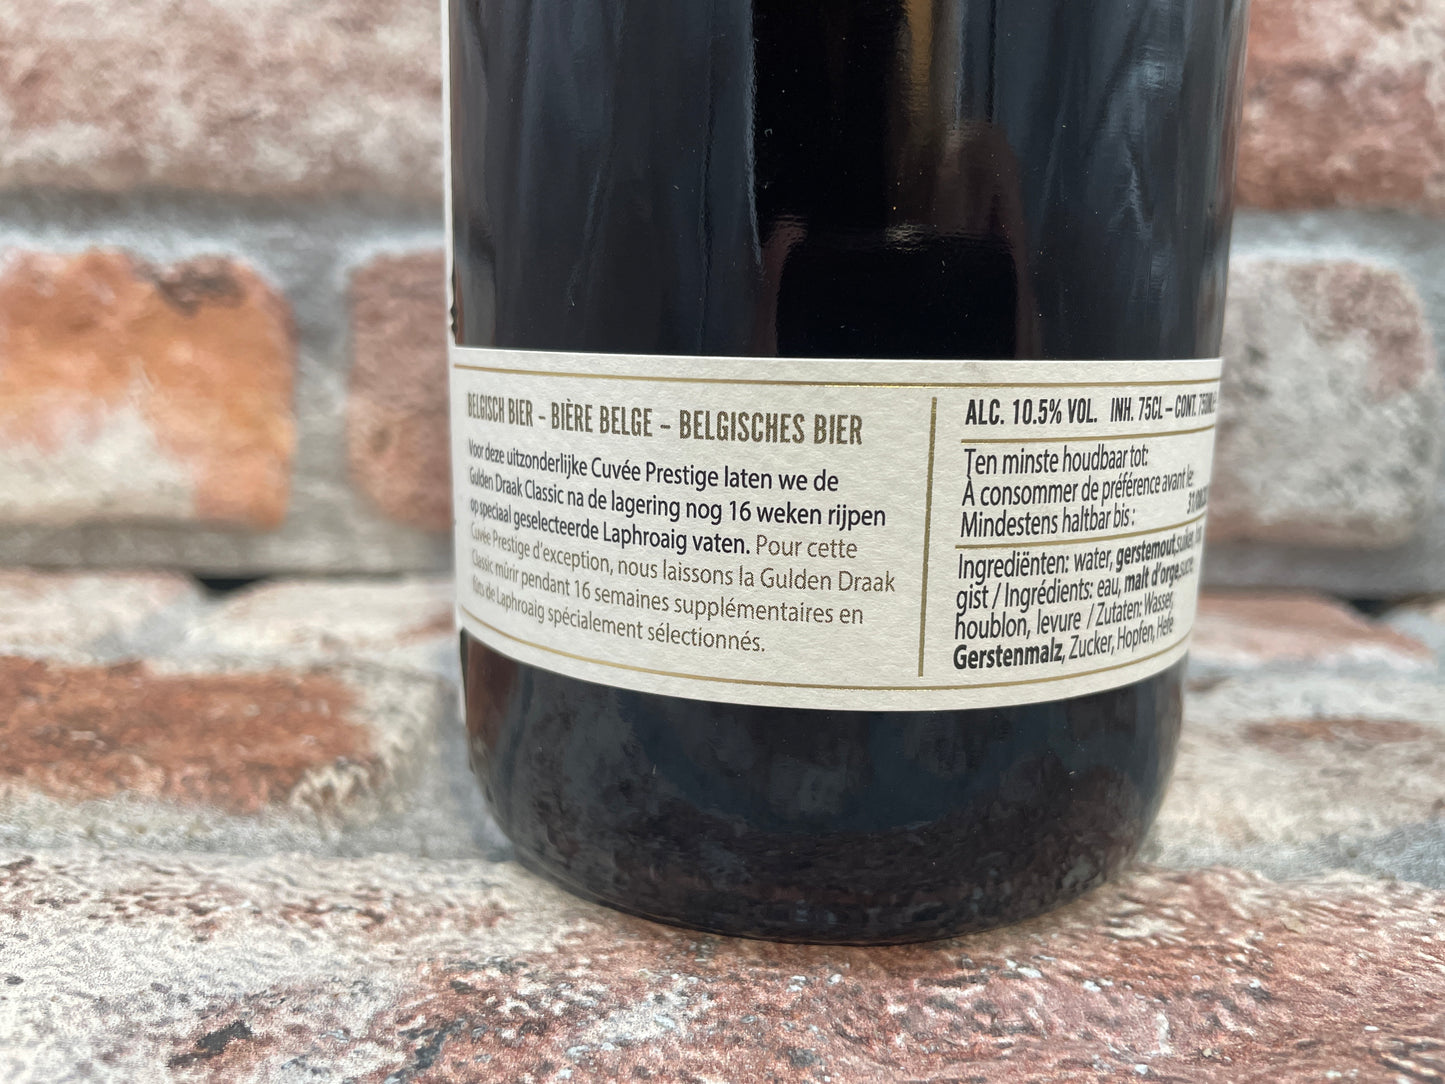 BELGISCH BIER – BIÈRE BELGE – BELGISCHES BIER
Voor deze uitzonderlijke Cuvée Prestige laten we de
Gulden Draak Classic na de lagering nog 16 weken rijpen
op speciaal geselecteerde Laphroaig vaten. Pour cette
Cuvée Prestige d'exception, nous laissons la Gulden Draak
Classic mûrir pendant 16 semaines supplémentaires en
fûts de Laphroaig spécialement sélectionnés.
ALC. 10.5% VOL. INH. 75CL – CONT. 750ML
Ten minste houdbaar tot:
À consommer de préférence avant le:
Mindestens haltbar bis:
Ingrediënten: water, gerstemout, suiker,
gist / Ingrédients: eau, malt d'orge, sucre
houblon, levure / Zutaten: Wasser,
Gerstenmalz, Zucker, Hopfen, Hefe